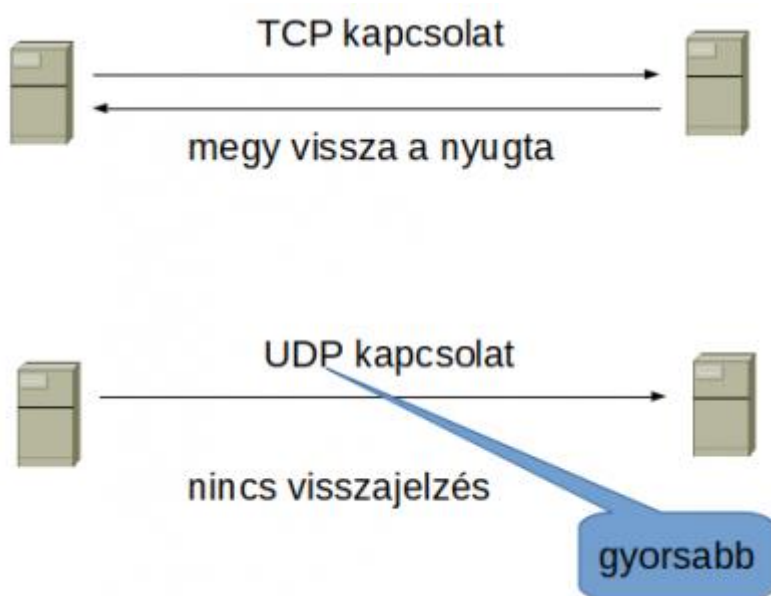 TCP kapcsolat
megy vissza a nyugta
UDP kapcsolat
nincs visszajelzés
gyorsabb